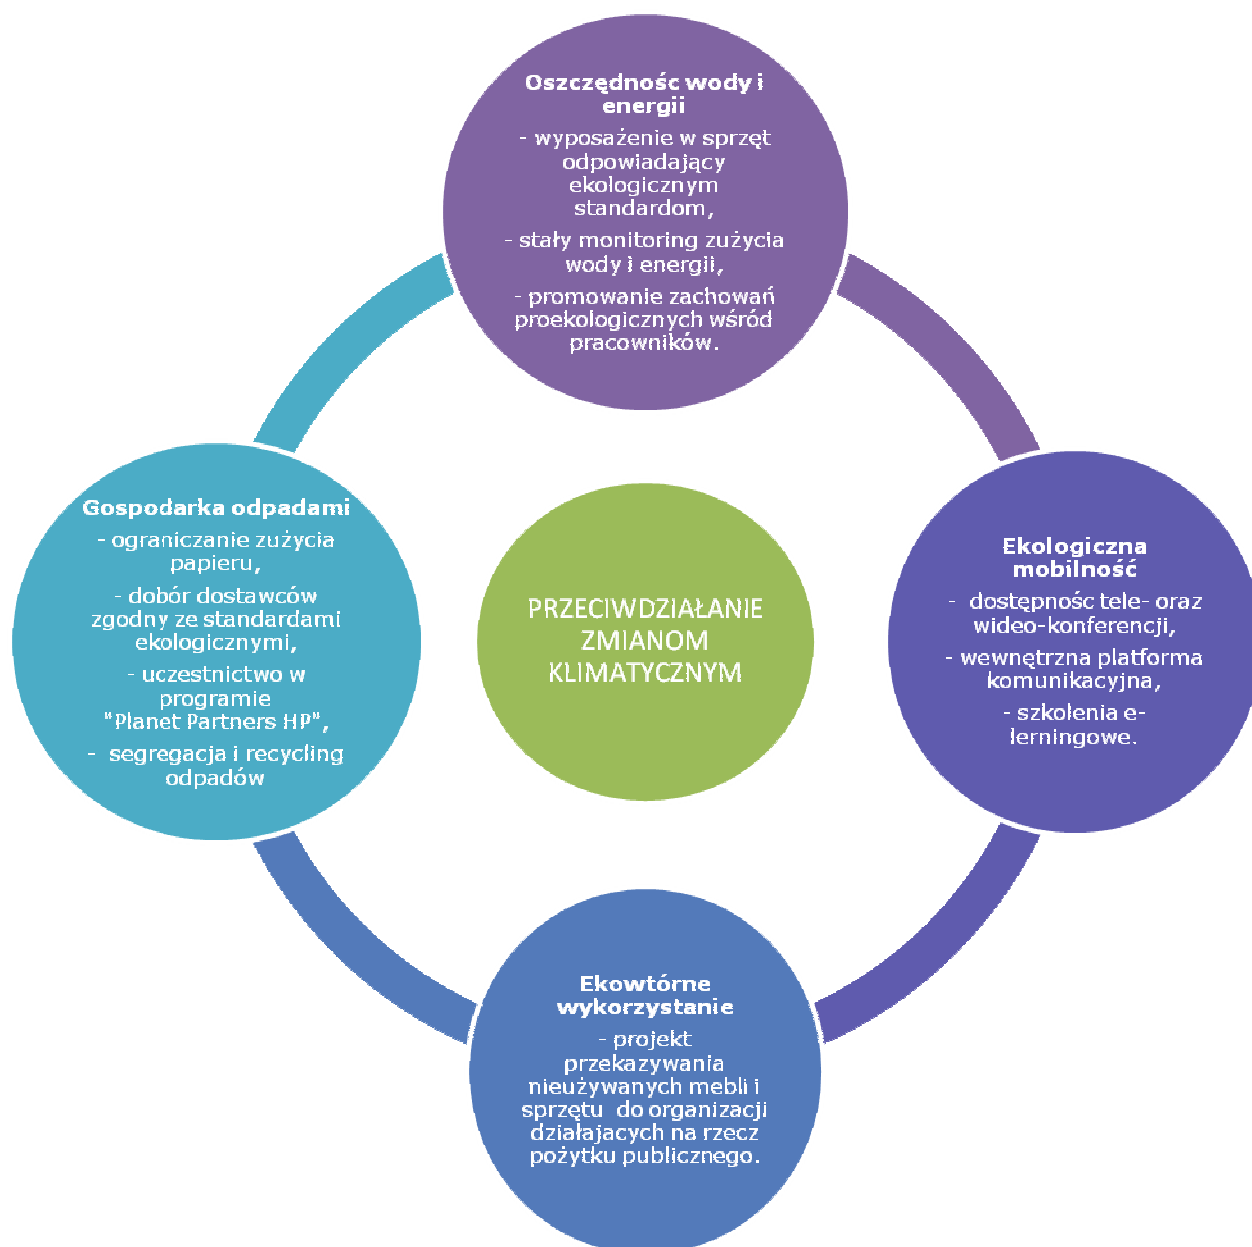 Oszczędnośc wody i
energii
- wyposażenie w sprzęt
odpowiadający
ekologicznym
standardom,
- stały monitoring zużycia
wody i energii,
- promowanie zachowań
proekologicznych wśród
pracowników.
Ekologiczna
mobilność
- dostępnośc tele- oraz
wideo-konferencji,
- wewnętrzna platforma
komunikacyjna,
- szkolenia e-
lerningowe.
Ekowtórne
wykorzystanie
- projekt
przekazywania
nieużywanych mebli i
sprzętu do organizacji
działajacych na rzecz
pożytku publicznego.
Gospodarka odpadami
- ograniczanie zużycia
papieru,
- dobór dostawców
zgodny ze standardami
ekologicznymi,
- uczestnictwo w
programie
"Planet Partners HP",
- segregacja i recycling
odpadów
PRZECIWDZIAŁANIE
ZMIANOM
KLIMATYCZNYM